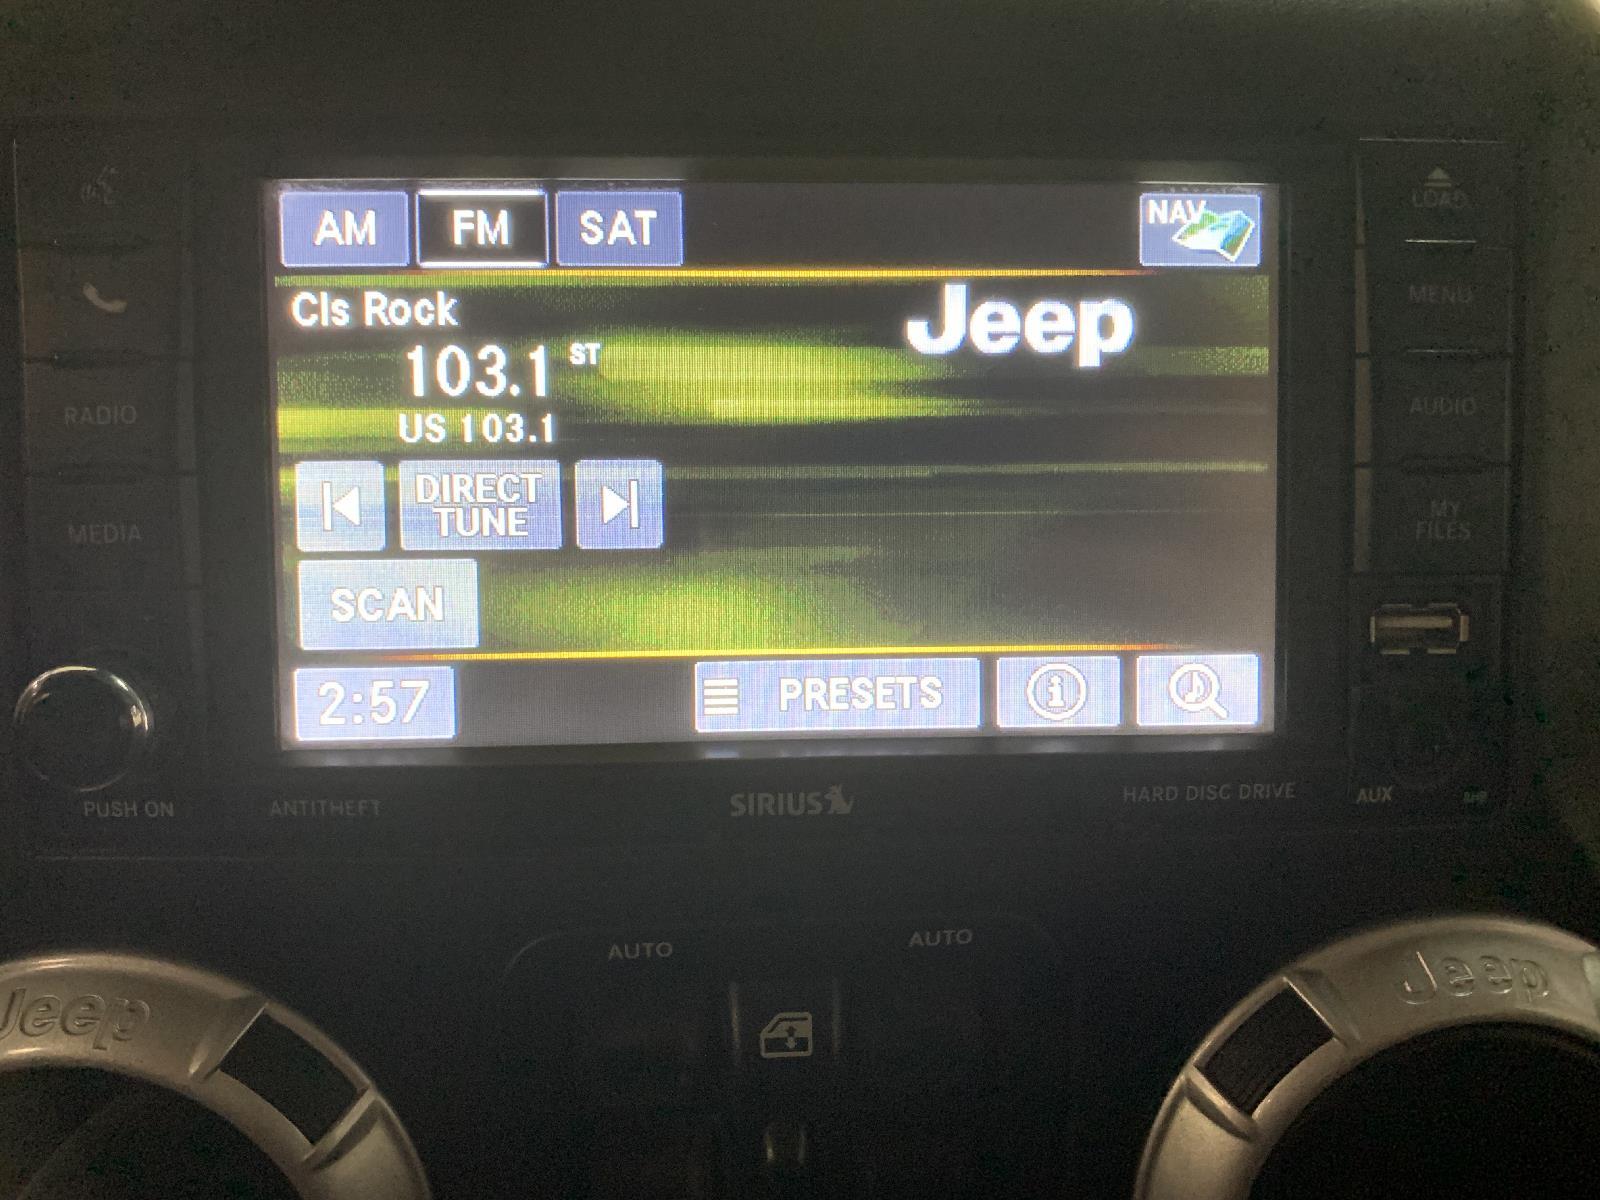 AM FM SAT NAV
Cls Rock
Jeep
103.1 ST
US 103.1
DIRECT
TUNE
SCAN
2:57 PRESETS
RADIO
MEDIA
LOAD
MENU
AUDIO
MY
FILES
PUSH ON
ANTITHEFT
SIRIUS
HARD DISC DRIVE
AUX
AUTO
AUTO
Jeep
Jeep